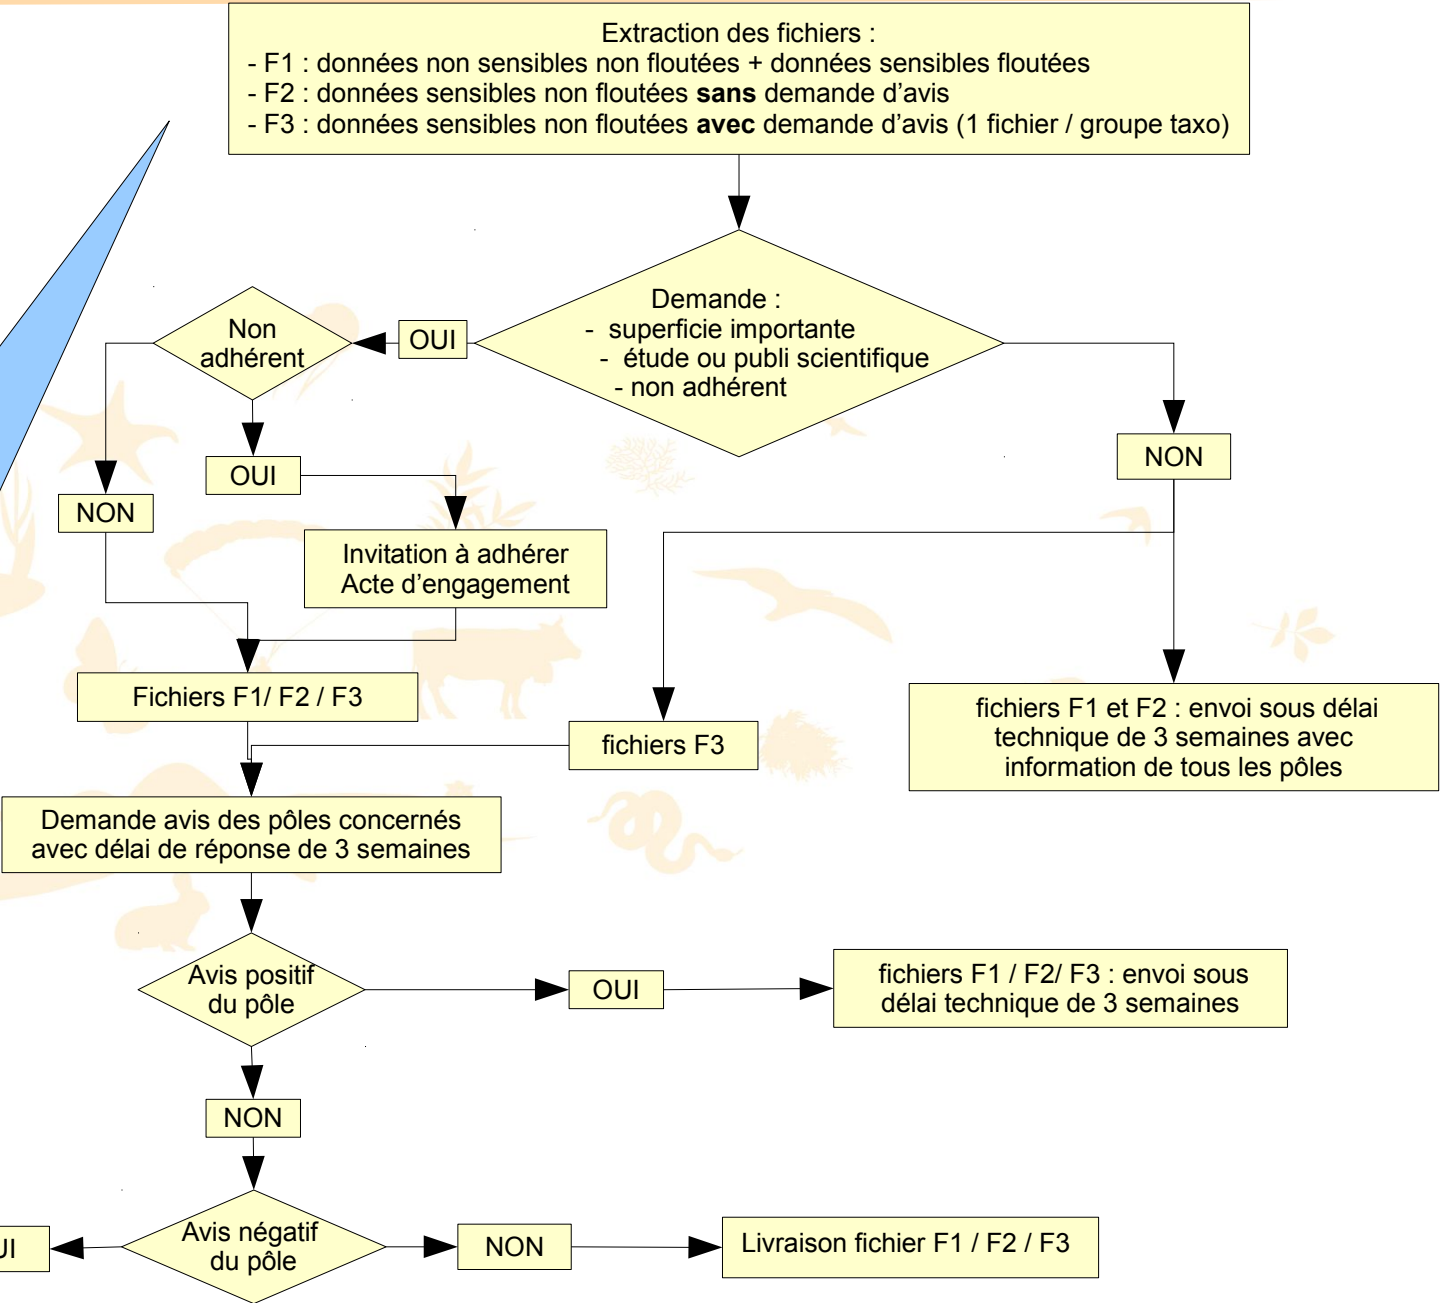 Extraction des fichiers :
- F1 : données non sensibles non floutées + données sensibles floutées
- F2 : données sensibles non floutées sans demande d’avis
- F3 : données sensibles non floutées avec demande d’avis (1 fichier / groupe taxo)
Demande :
- superficie importante
- étude ou publi scientifique
- non adhérent
OUI
Non
adhérent
NON
OUI
NON
Invitation à adhérer
Acte d’engagement
Fichiers F1/ F2 / F3
fichiers F3
fichiers F1 et F2 : envoi sous délai
technique de 3 semaines avec
information de tous les pôles
Demande avis des pôles concernés
avec délai de réponse de 3 semaines
Avis positif
du pôle
OUI
fichiers F1 / F2/ F3 : envoi sous
délai technique de 3 semaines
NON
Avis négatif
du pôle
NON
Livraison fichier F1 / F2 / F3